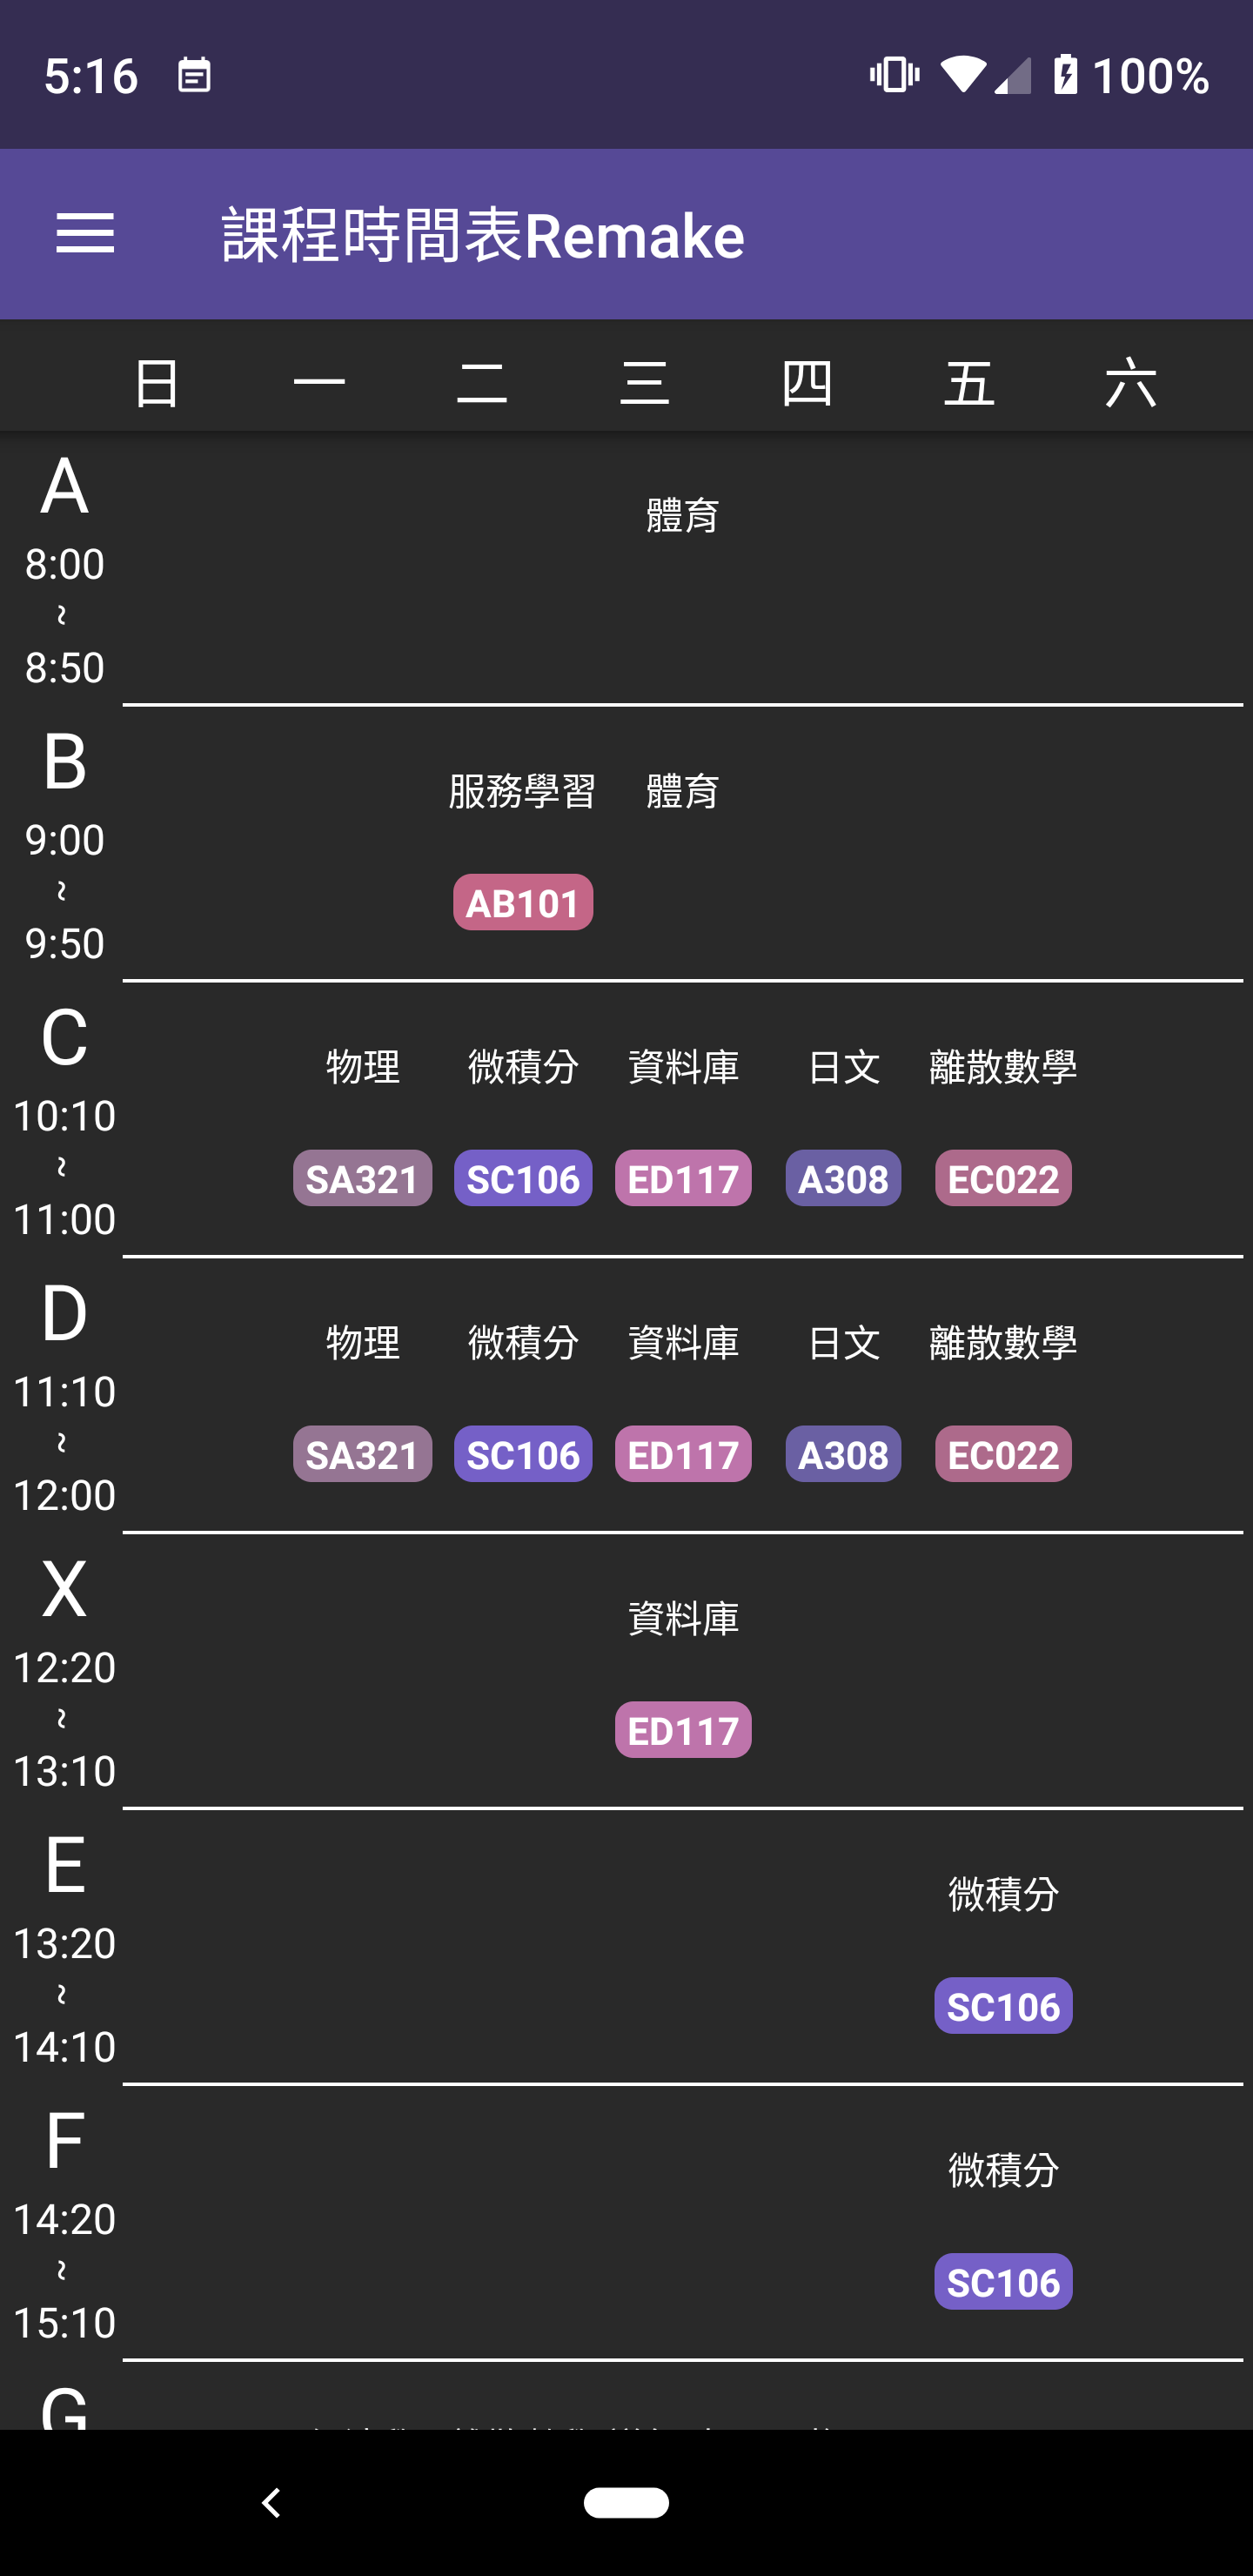 5:16 100%
課程時間表Remake
日 一 二 三 四 五 六
A
體育
8:00
~
8:50
B
服務學習 體育
9:00
~
AB101
9:50
C
物理 微積分 資料庫 日文 離散數學
10:10
~
SA321 SC106 ED117 A308 EC022
11:00
D
物理 微積分 資料庫 日文 離散數學
11:10
~
SA321 SC106 ED117 A308 EC022
12:00
X
資料庫
12:20
~
ED117
13:10
E
微積分
13:20
~
SC106
14:10
F
微積分
14:20
~
SC106
15:10
G